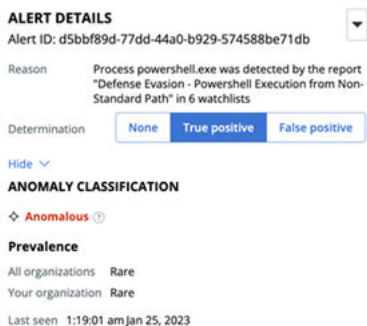 ALERT DETAILS
Alert ID: d5bbf89d-77dd-44a0-b929-574588be71db
Reason Process powershell.exe was detected by the report
"Defense Evasion - Powershell Execution from Non-
Standard Path" in 6 watchlists
Determination None True positive False positive
Hide
ANOMALY CLASSIFICATION
Anomalous ?
Prevalence
All organizations Rare
Your organization Rare
Last seen 1:19:01 am Jan 25, 2023